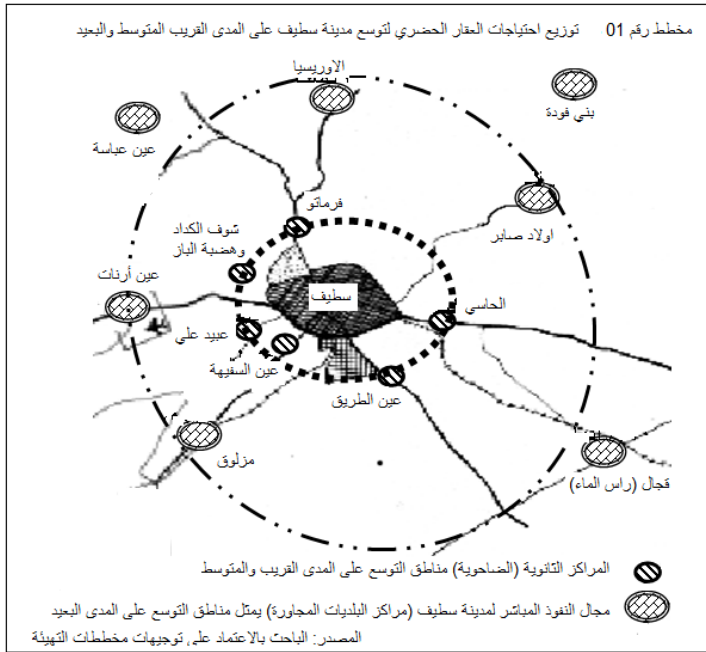 مخطط رقم 01 توزيع احتياجات العقار الحضري لتوسع مدينة سطيف على المدى القريب المتوسط والبعيد
الاوريسيا
بني فودة
عين عباسة
فرماتو
اولاد صابر
شوف الكداد
وهضبة الباز
عين أرنات
سطيف
الحاسي
عبيد علي
عين السفيهة
عين الطريق
مزلوق
قجال (راس الماء)
المراكز الثانوية (الضاحوية) مناطق التوسع على المدى القريب والمتوسط
مجال النفوذ المباشر لمدينة سطيف (مراكز البلديات المجاورة) يمثل مناطق التوسع على المدى البعيد
المصدر: الباحث بالاعتماد على توجيهات مخططات التهيئة